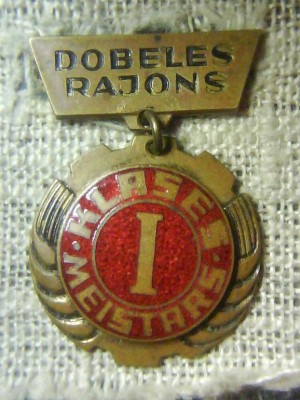 DOBELES
RAJONS
KLASES
I
MEISTARS